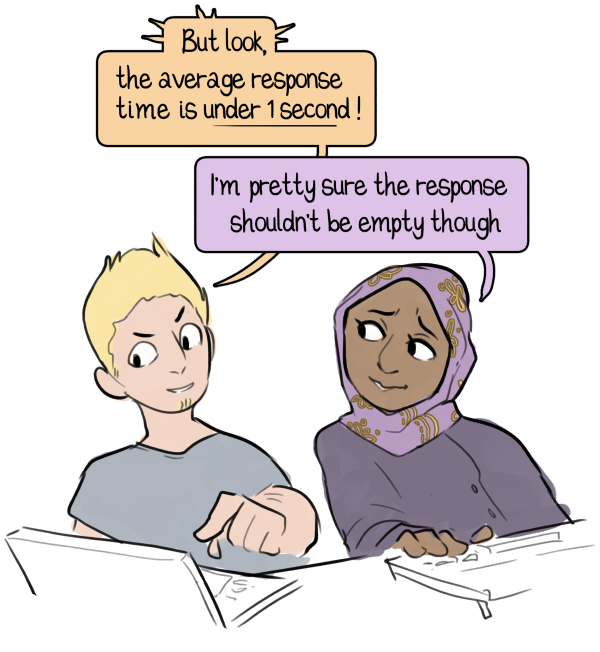 But look,
the average response
time is under 1 second!
I'm pretty sure the response
shouldn't be empty though